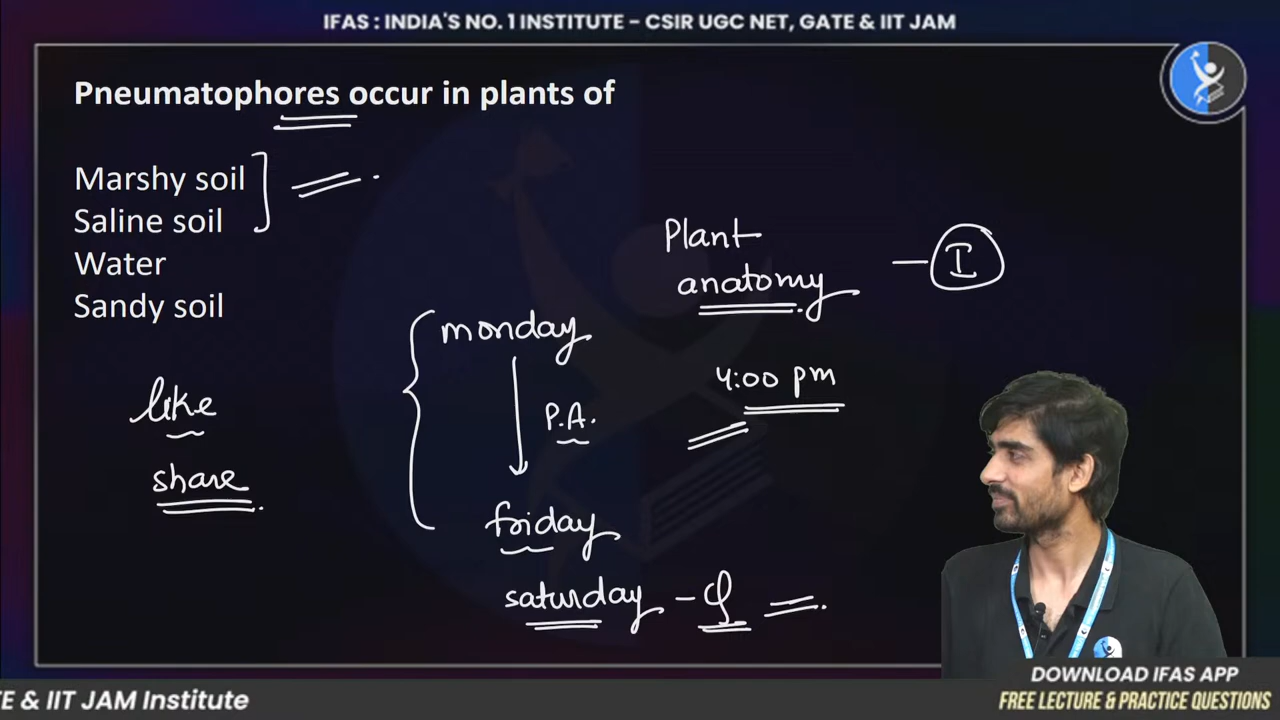 IFAS : INDIA'S NO. 1 INSTITUTE - CSIR UGC NET, GATE & IIT JAM
Pneumatophores occur in plants of
Marshy soil
Saline soil
Water
Sandy soil
Plant
anatomy - I
monday
4:00 pm
like
P.A.
share
friday
saturday -
DOWNLOAD IFAS APP
E & IIT JAM Institute
FREE LECTURE & PRACTICE QUESTIONS